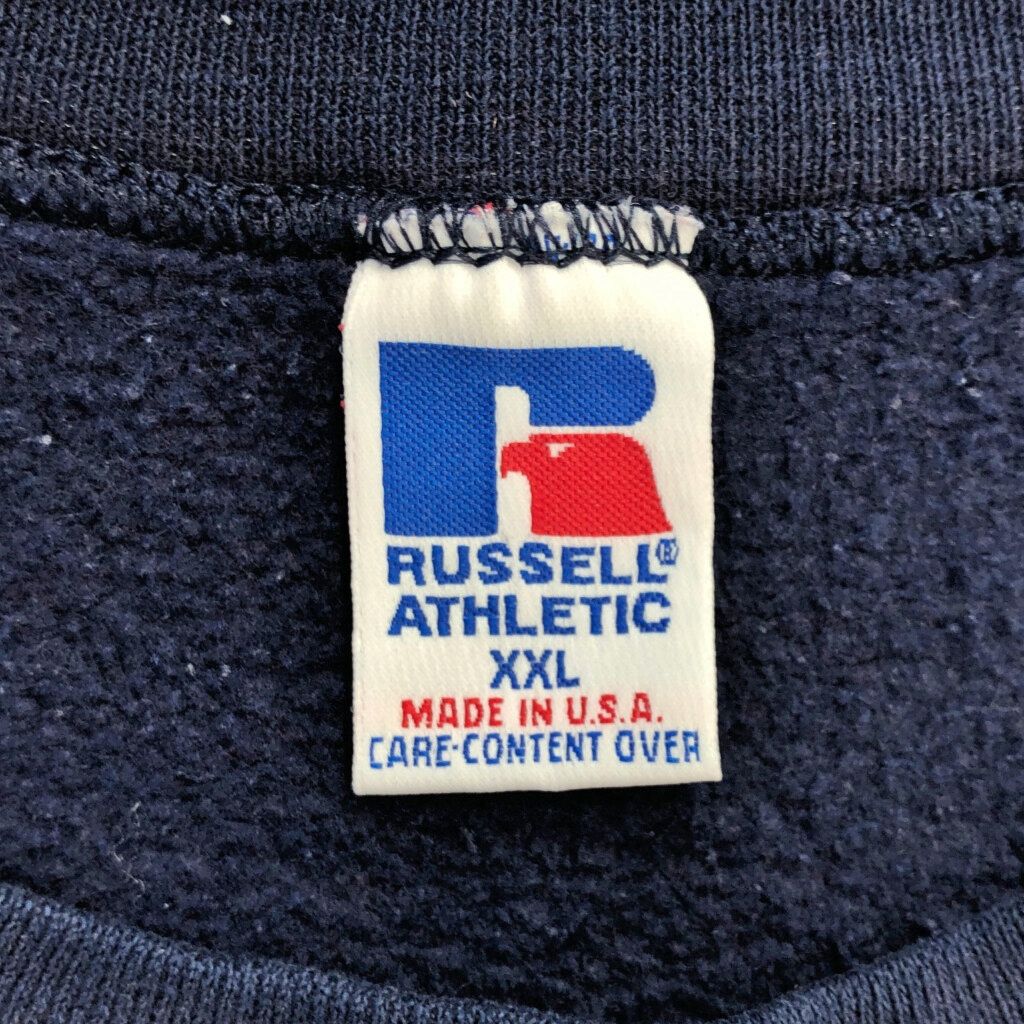 RUSSELL®
ATHLETIC
XXL
MADE IN U.S.A.
CARE-CONTENT OVER